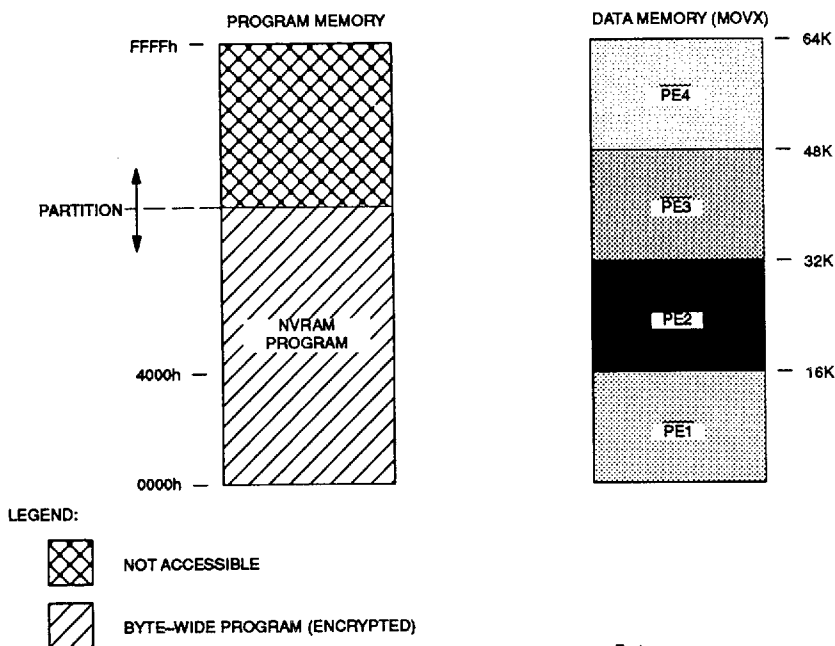 PROGRAM MEMORY
FFFFh
PARTITION
NVRAM
PROGRAM
4000h
0000h
DATA MEMORY (MOVX)
64K
PE4
48K
PE3
32K
PE2
16K
PE1
LEGEND:
NOT ACCESSIBLE
BYTE–WIDE PROGRAM (ENCRYPTED)